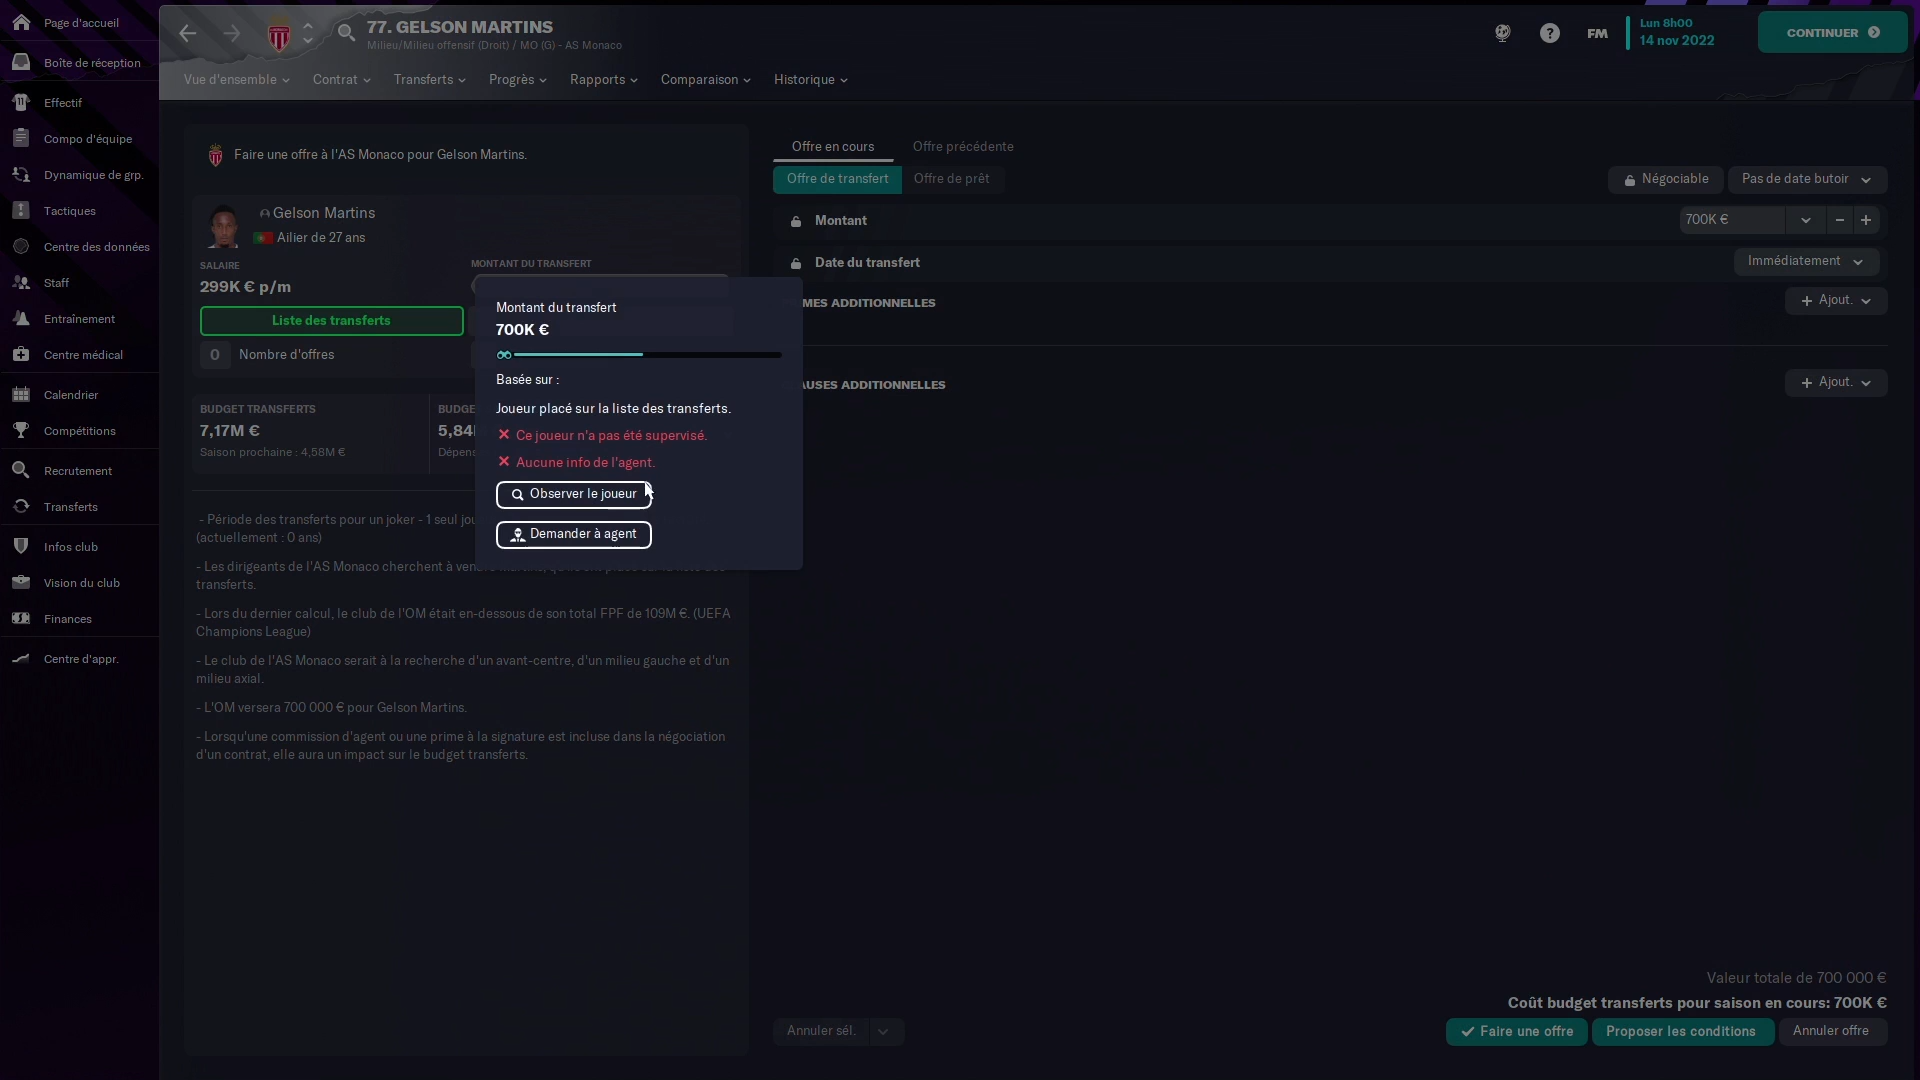 Page d'accueil
Boîte de réception
Effectif
Compo d'équipe
Dynamique de grp.
Tactiques
Centre des données
Staff
Entraînement
Centre médical
Calendrier
Compétitions
Recrutement
Transferts
Infos club
Vision du club
Finances
Centre d'appr.
77. GELSON MARTINS
Milieu/Milieu offensif (Droit) / MO (G) - AS Monaco
FM
Lun 8h00
14 nov 2022
CONTINUER
Vue d'ensemble
Contrat
Transferts
Progrès
Rapports
Comparaison
Historique
Faire une offre à l'AS Monaco pour Gelson Martins.
Gelson Martins
Ailier de 27 ans
SALAIRE
299K € p/m
MONTANT DU TRANSFERT
Liste des transferts
0 Nombre d'offres
BUDGET TRANSFERTS
7,17M €
Saison prochaine : 4,58M €
BUDGE
5,84
Dépens
- Période des transferts pour un joker - 1 seul jou
(actuellement : 0 ans)
- Les dirigeants de l'AS Monaco cherchent à
transferts.
- Lors du dernier calcul, le club de l'OM était en-dessous de son total FPF de 109M €. (UEFA
Champions League)
- Le club de l'AS Monaco serait à la recherche d'un avant-centre, d'un milieu gauche et d'un
milieu axial.
- L'OM versera 700 000 € pour Gelson Martins.
- Lorsqu'une commission d'agent ou une prime à la signature est incluse dans la négociation
d'un contrat, elle aura un impact sur le budget transferts.
Montant du transfert
700K €
Basée sur :
Joueur placé sur la liste des transferts.
Ce joueur n'a pas été supervisé.
Aucune info de l'agent.
Observer le joueur
Demander à agent
Offre en cours
Offre précédente
Offre de transfert
Offre de prêt
Négociable
Pas de date butoir
Montant
700K €
Date du transfert
Immédiatement
MES ADDITIONNELLES
Ajout.
AUSES ADDITIONNELLES
Ajout.
Valeur totale de 700 000 €
Coût budget transferts pour saison en cours: 700K €
Annuler sél.
Faire une offre
Proposer les conditions
Annuler offre